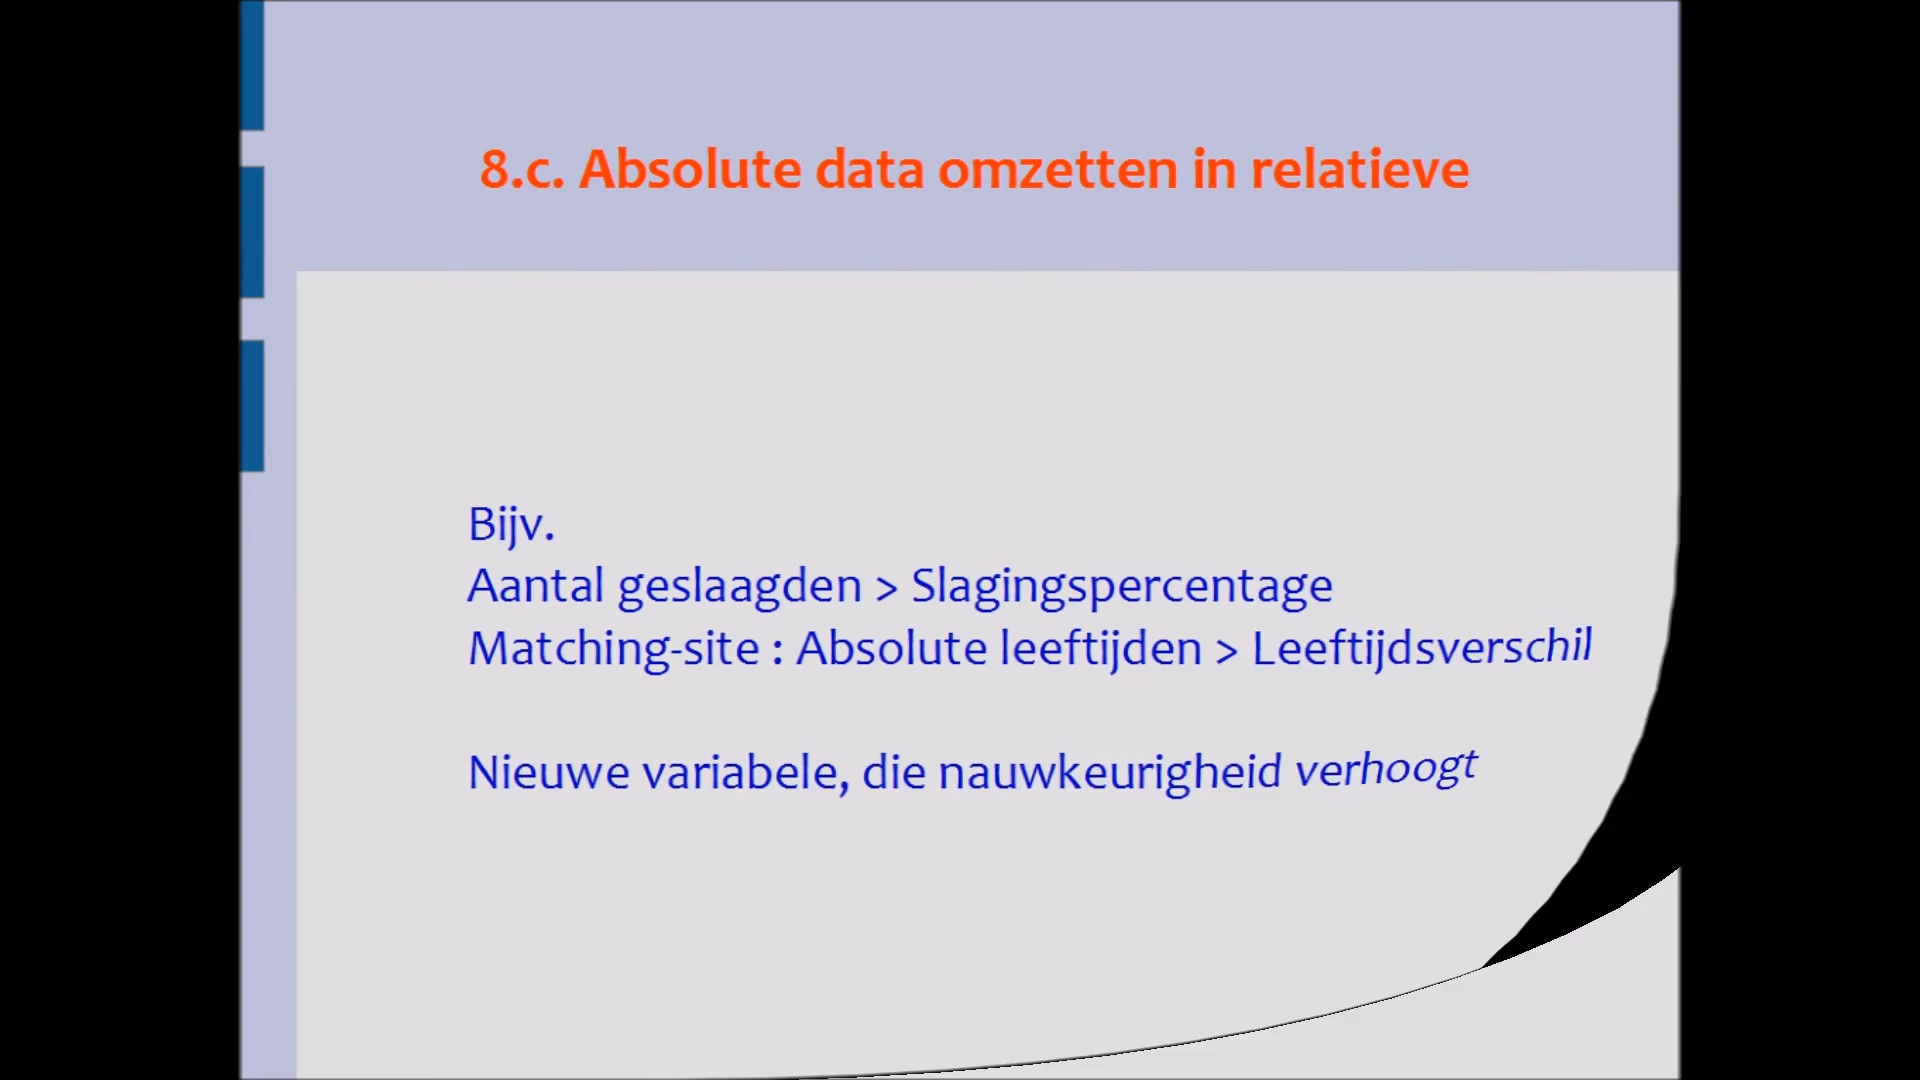 8.c. Absolute data omzetten in relatieve
Bijv.
Aantal geslaagden > Slagingspercentage
Matching-site : Absolute leeftijden > Leeftijdsverschil
Nieuwe variabele, die nauwkeurigheid verhoogt